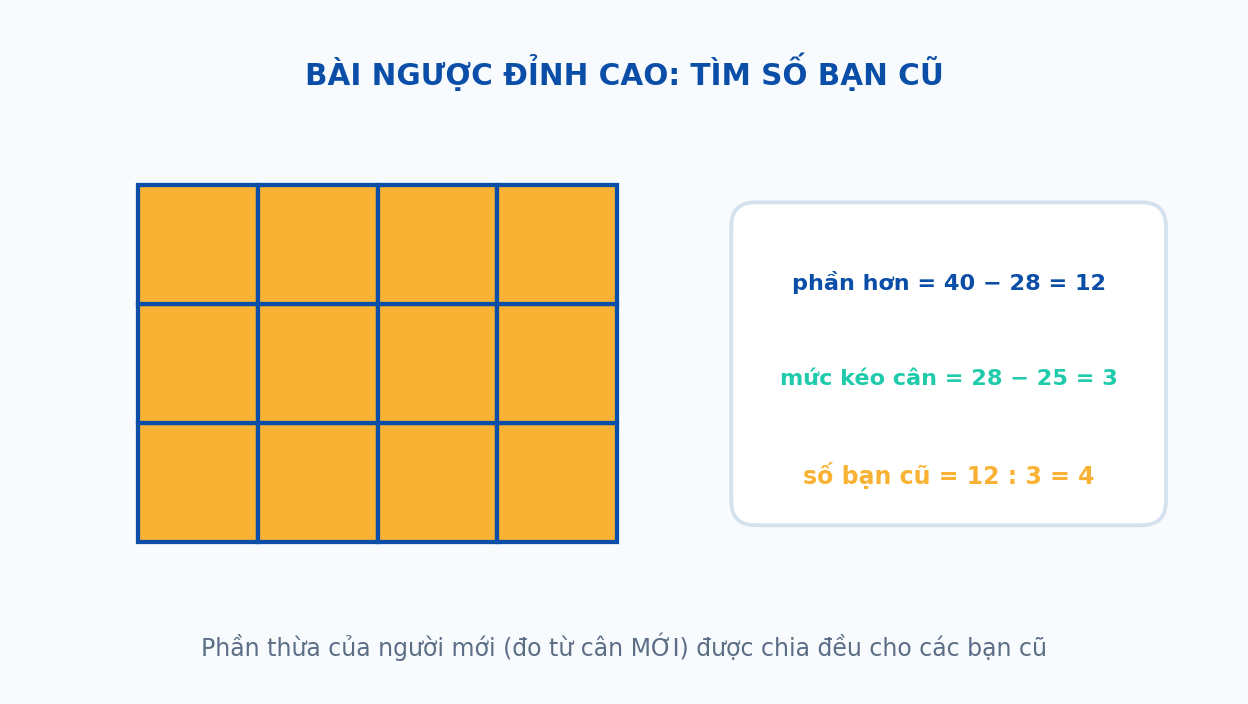 BÀI NGƯỢC ĐỈNH CAO: TÌM SỐ BẠN CŨ
phần hơn = 40 − 28 = 12
mức kéo cân = 28 − 25 = 3
số bạn cũ = 12 : 3 = 4
Phần thừa của người mới (đo từ cân MỚI) được chia đều cho các bạn cũ